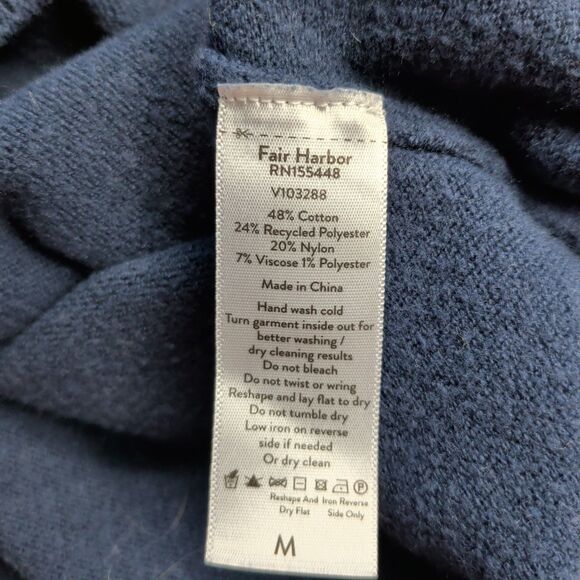 Fair Harbor
RN155448
V103288
48% Cotton
24% Recycled Polyester
20% Nylon
7% Viscose 1% Polyester
Made in China
Hand wash cold
Turn garment inside out for
better washing /
dry cleaning results
Do not bleach
Do not twist or wring
Reshape and lay flat to dry
Do not tumble dry
Low iron on reverse
side if needed
Or dry clean
Reshape And Iron Reverse
Dry Flat Side Only
M